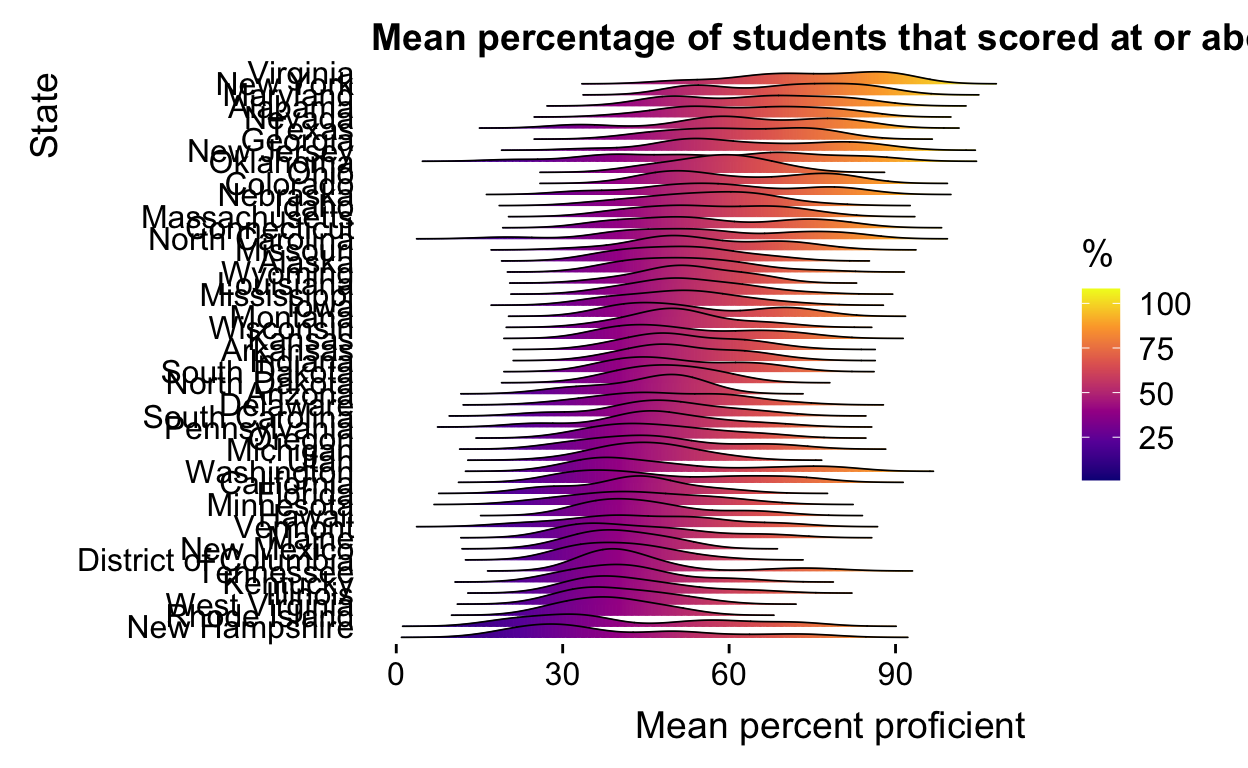 Mean percentage of students that scored at or abo
State
Virginia
New York
Maryland
Alabama
Nevada
Texas
Georgia
New Jersey
Oklahoma
Ohio
Colorado
Nebraska
Idaho
Massachusetts
Connecticut
North Carolina
Missouri
Alaska
Wyoming
Louisiana
Mississippi
Iowa
Montana
Wisconsin
Kansas
Arkansas
Indiana
South Dakota
North Dakota
Arizona
Delaware
South Carolina
Pennsylvania
Oregon
Michigan
Utah
Washington
California
Florida
Minnesota
Hawaii
Vermont
Maine
New Mexico
District of Columbia
Tennessee
Kentucky
Illinois
West Virginia
Rhode Island
New Hampshire
0 30 60 90
Mean percent proficient
%
100
75
50
25